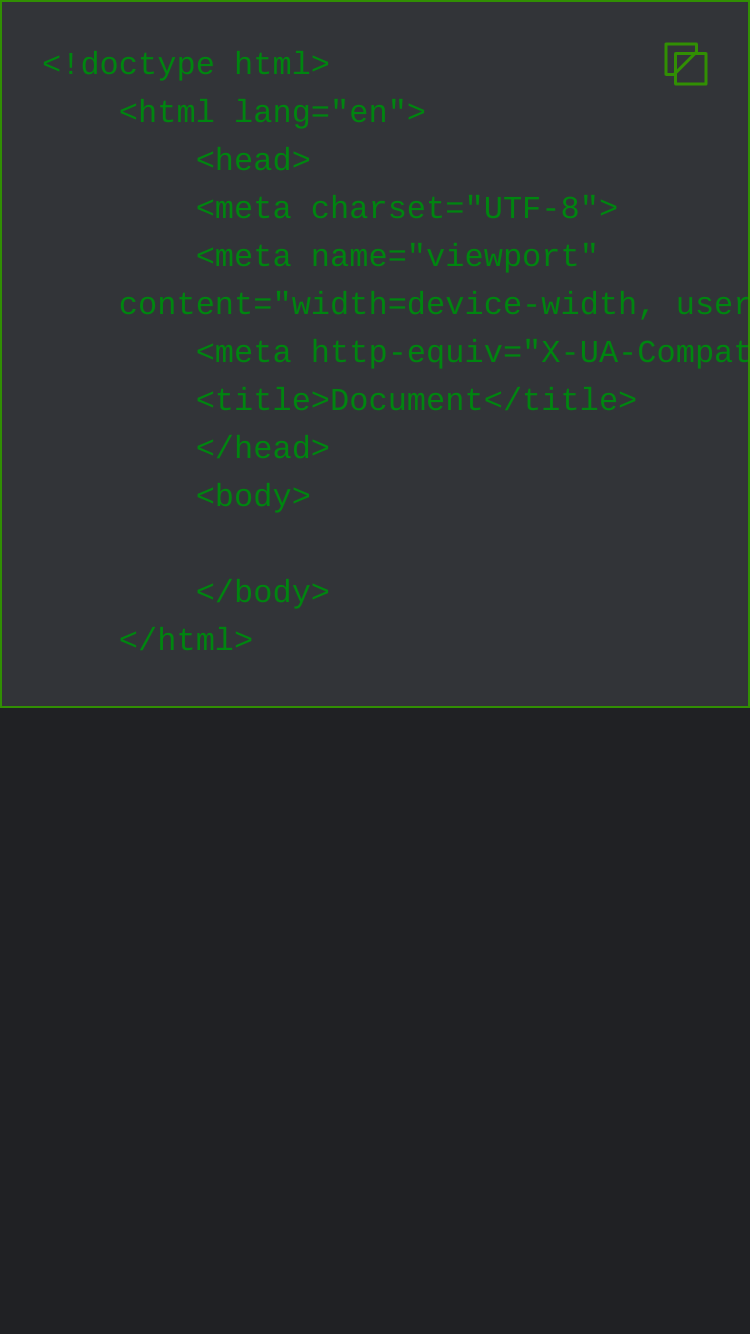 <!doctype html>
<html lang="en">
<head>
<meta charset="UTF-8">
<meta name="viewport"
content="width=device-width, user
<meta http-equiv="X-UA-Compat
<title>Document</title>
</head>
<body>
</body>
</html>